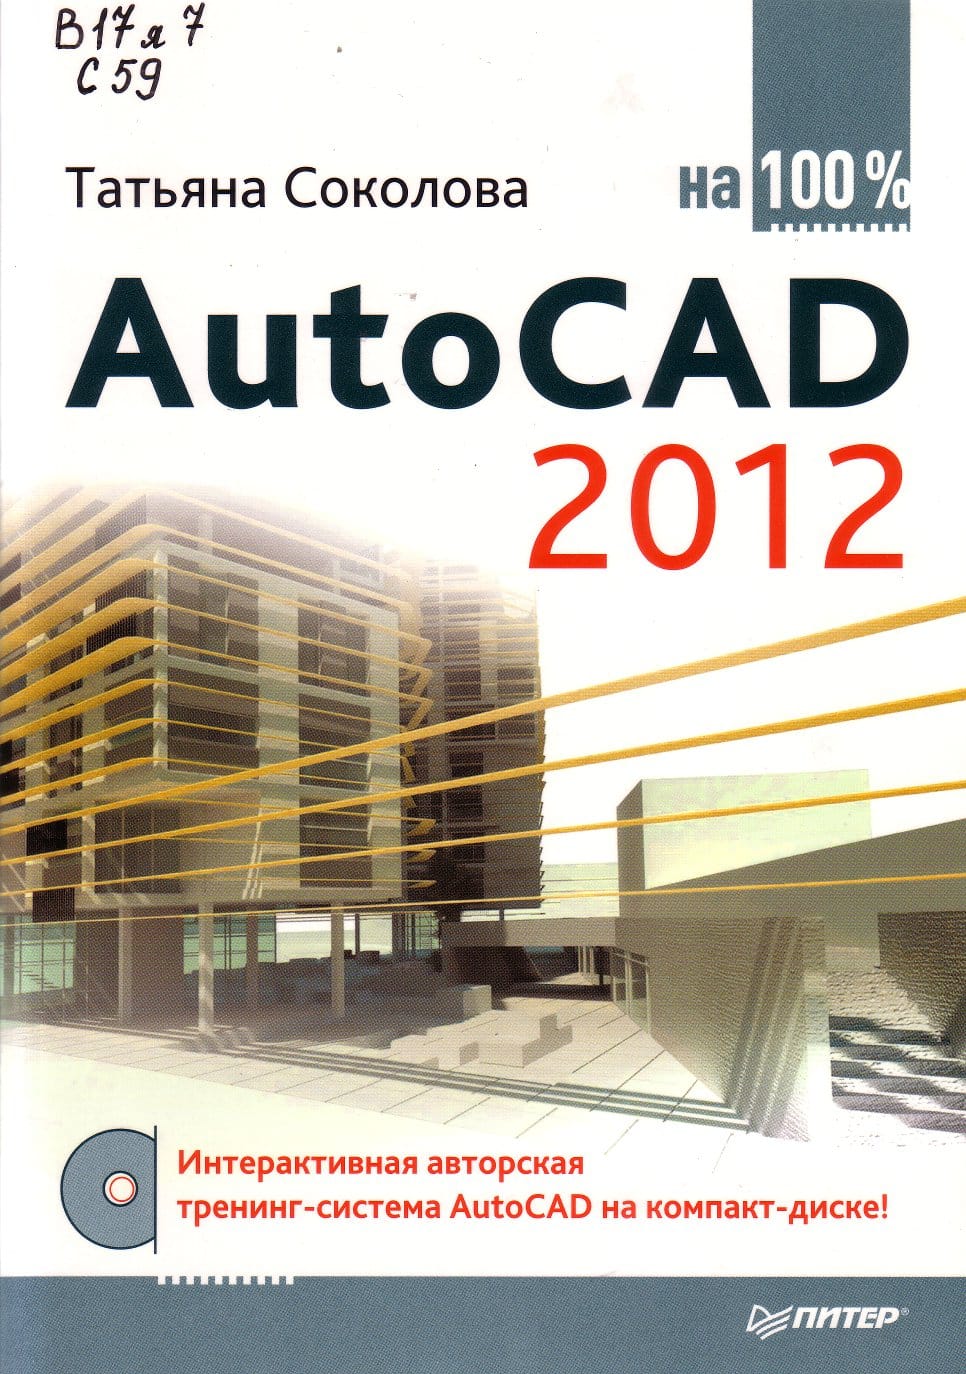 В17я7
С59
Татьяна Соколова
на 100%
AutoCAD
2012
Интерактивная авторская
тренинг-система AutoCAD на компакт-диске!
ПИТЕР®